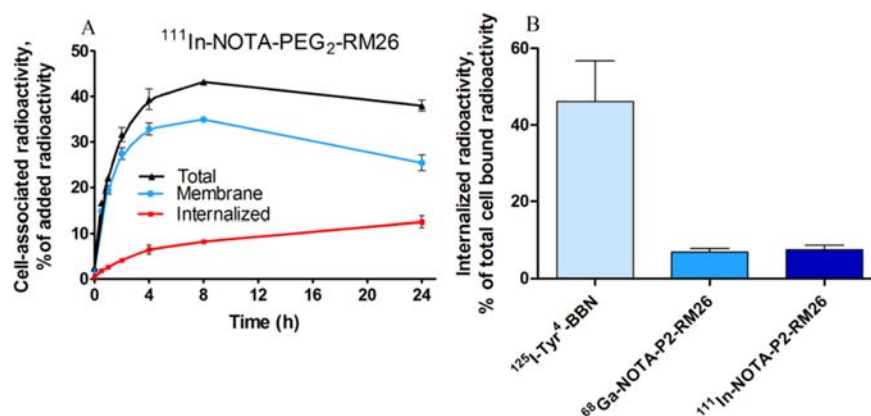 A
¹¹¹In-NOTA-PEG₂-RM26
Cell-associated radioactivity,
% of added radioactivity
50
40
30
20
10
0
Total
Membrane
Internalized
0 4 8 12 16 20 24
Time (h)
B
Internalized radioactivity,
% of total cell bound radioactivity
60
40
20
0
¹²⁵I-Tyr⁴-BBN
⁶⁸Ga-NOTA-P2-RM26
¹¹¹In-NOTA-P2-RM26